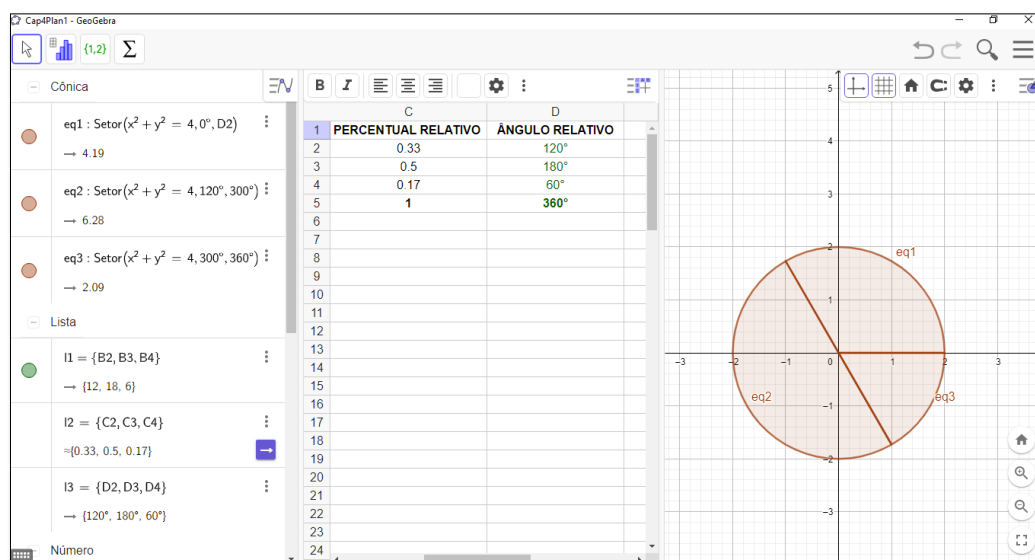 Cap4Plan1 - GeoGebra
{1,2} Σ
Cônica
eq1 : Setor(x² + y² = 4, 0°, D2)
→ 4.19
eq2 : Setor(x² + y² = 4, 120°, 300°)
→ 6.28
eq3 : Setor(x² + y² = 4, 300°, 360°)
→ 2.09
Lista
l1 = {B2, B3, B4}
→ {12, 18, 6}
l2 = {C2, C3, C4}
≈{0.33, 0.5, 0.17}
→
l3 = {D2, D3, D4}
→ {120°, 180°, 60°}
Número
B I
C D
1 PERCENTUAL RELATIVO ÂNGULO RELATIVO
2 0.33 120°
3 0.5 180°
4 0.17 60°
5 1 360°
6
7
8
9
10
11
12
13
14
15
16
17
18
19
20
21
22
23
24
5
4
3
2
1
0
-1
-2
-3
-3 -2 -1 1 2 3
eq1
eq2
eq3